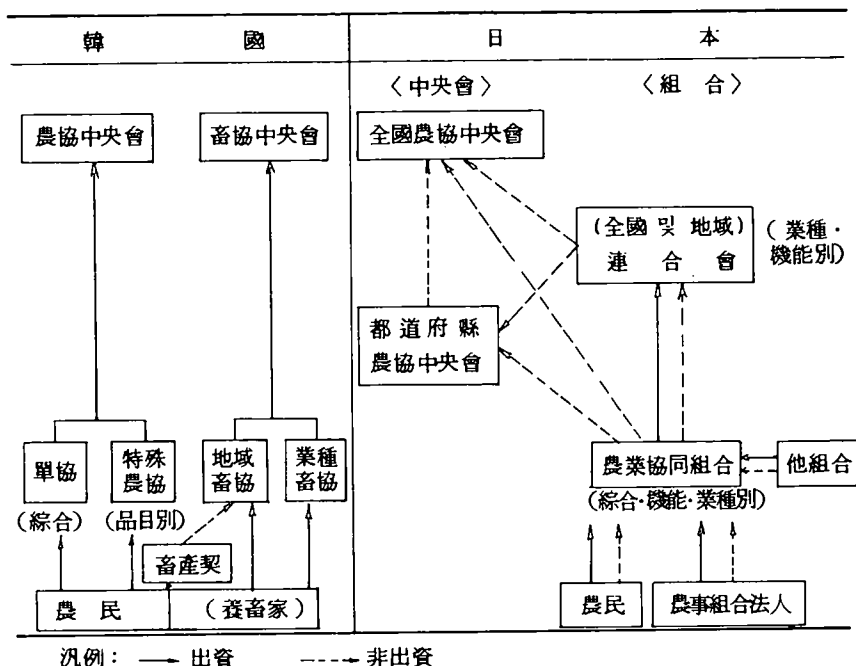 韓 國
日 本
〈中央會〉
〈組 合〉
農協中央會
畜協中央會
全國農協中央會
(全國 및 地域)
連 合 會
(業種·
機能別)
都道府縣
農協中央會
單協
特殊
農協
地域
畜協
業種
畜協
農業協同組合
他組合
(綜合)
(品目別)
(綜合·機能·業種別)
畜產契
農 民
(養畜家)
農民
農事組合法人
汎例: → 出資 ---→ 非出資